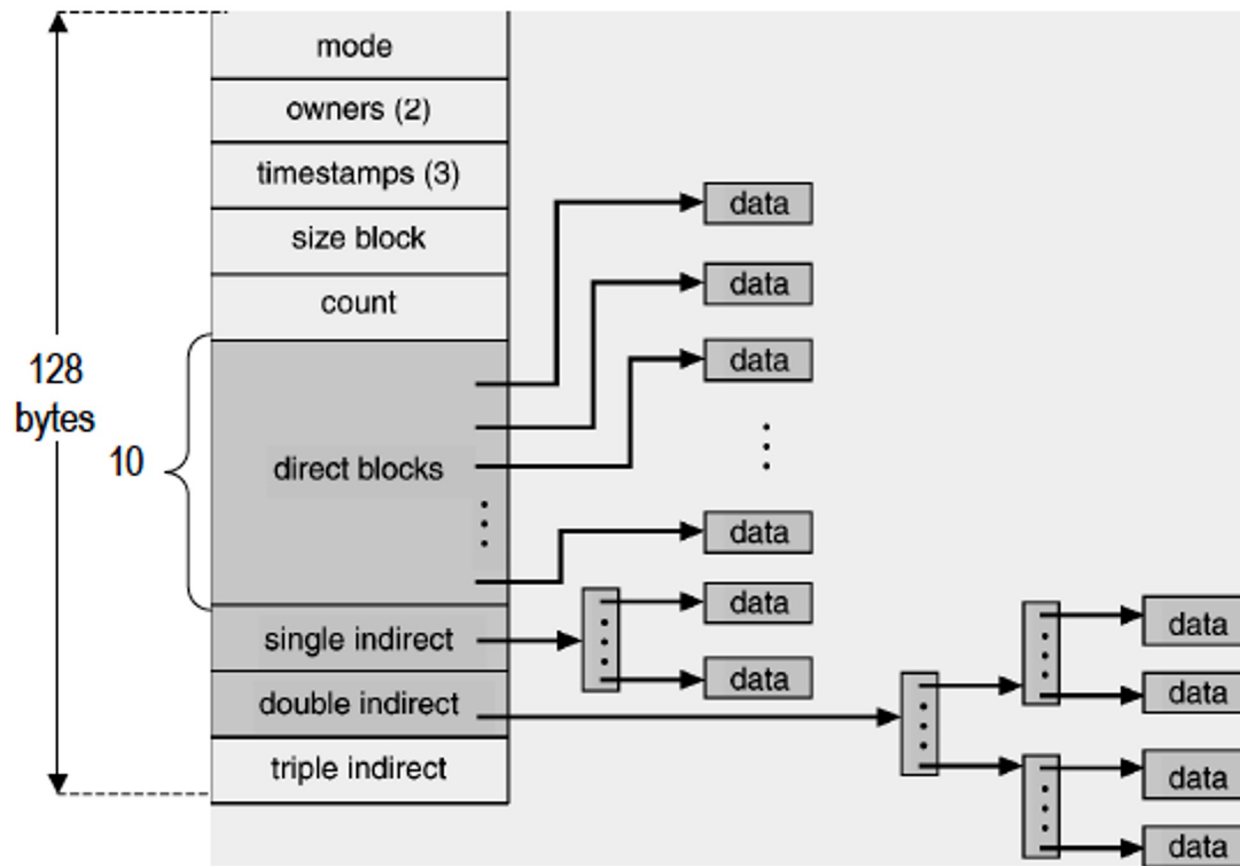 mode
owners (2)
timestamps (3)
size block
count
128
bytes
10
direct blocks
single indirect
double indirect
triple indirect
data
data
data
data
data
data
data
data
data
data